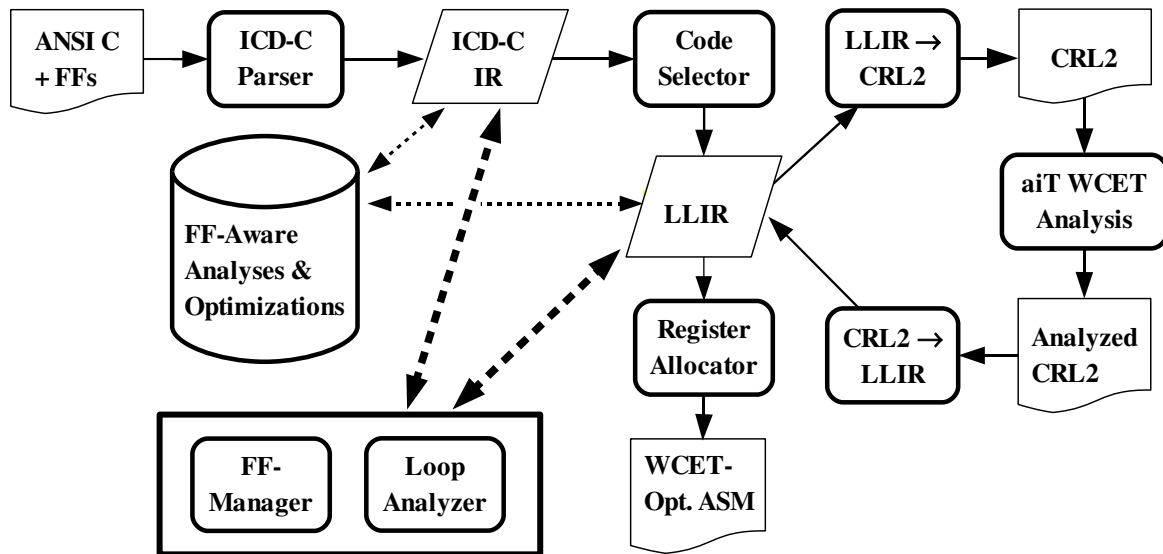 ANSI C
+ FFs
ICD-C
Parser
ICD-C
IR
Code
Selector
LLIR →
CRL2
CRL2
FF-Aware
Analyses &
Optimizations
LLIR
aiT WCET
Analysis
Register
Allocator
CRL2 →
LLIR
Analyzed
CRL2
FF-
Manager
Loop
Analyzer
WCET-
Opt. ASM